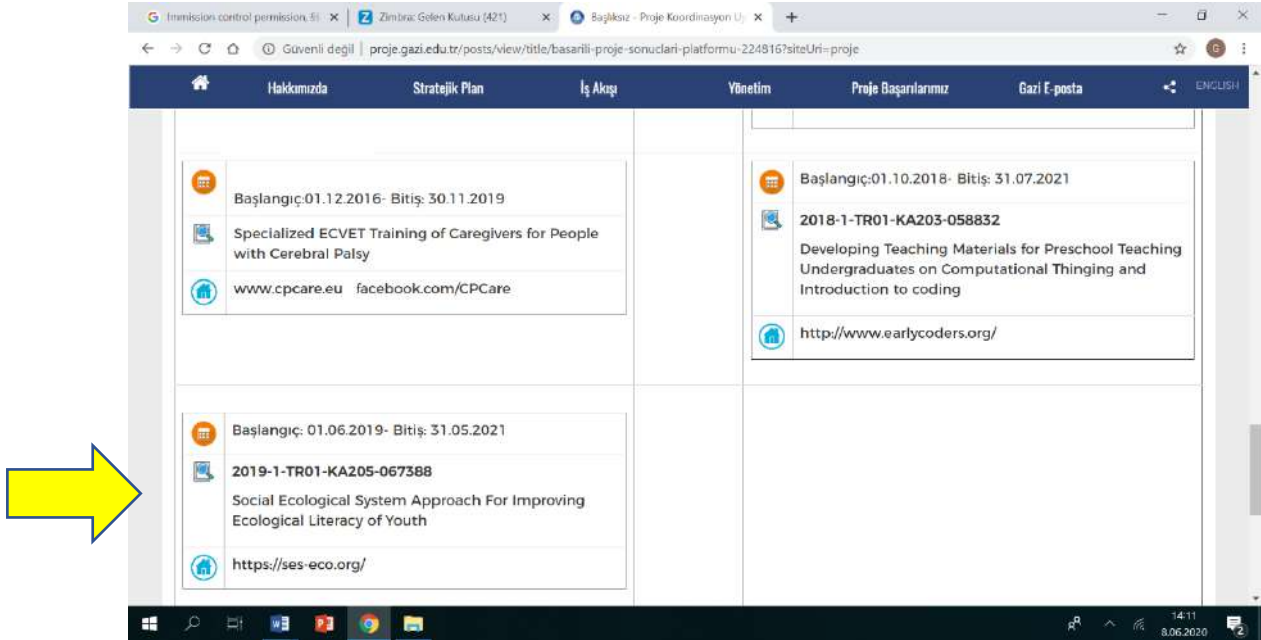 Immission control permission, §
Zimbra: Gelen Kutusu (421)
Başlıksız - Proje Koordinasyon Uy
Güvenli değil | proje.gazi.edu.tr/posts/view/title/basarili-proje-sonuclari-platformu-224816?siteUri=proje
Hakkımızda
Stratejik Plan
İş Akışı
Yönetim
Proje Başarılarımız
Gazi E-posta
ENGLISH
Başlangıç:01.12.2016- Bitiş: 30.11.2019
Specialized ECVET Training of Caregivers for People
with Cerebral Palsy
www.cpcare.eu facebook.com/CPCare
Başlangıç:01.10.2018- Bitiş: 31.07.2021
2018-1-TR01-KA203-058832
Developing Teaching Materials for Preschool Teaching
Undergraduates on Computational Thinging and
Introduction to coding
http://www.earlycoders.org/
Başlangıç: 01.06.2019- Bitiş: 31.05.2021
2019-1-TR01-KA205-067388
Social Ecological System Approach For Improving
Ecological Literacy of Youth
https://ses-eco.org/
14:11
8.06.2020